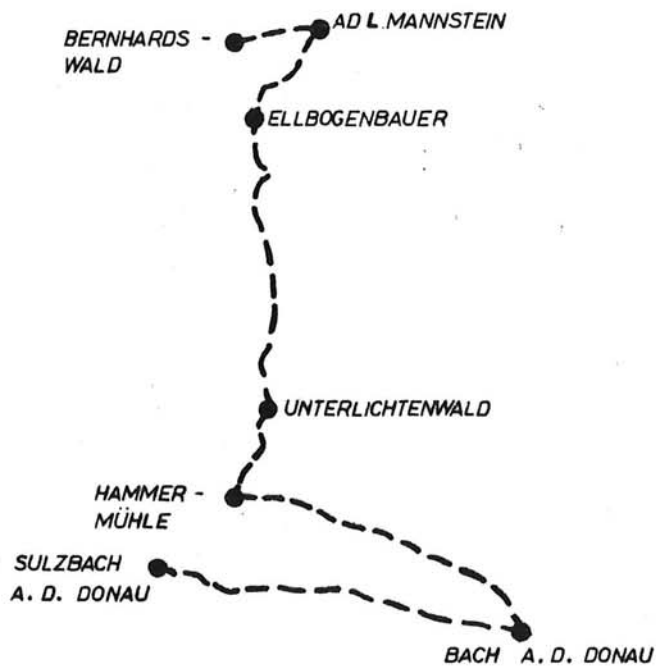 BERNHARDS -
WALD
AD L. MANNSTEIN
ELLBOGENBAUER
UNTERLICHTENWALD
HAMMER -
MÜHLE
SULZBACH
A. D. DONAU
BACH A. D. DONAU